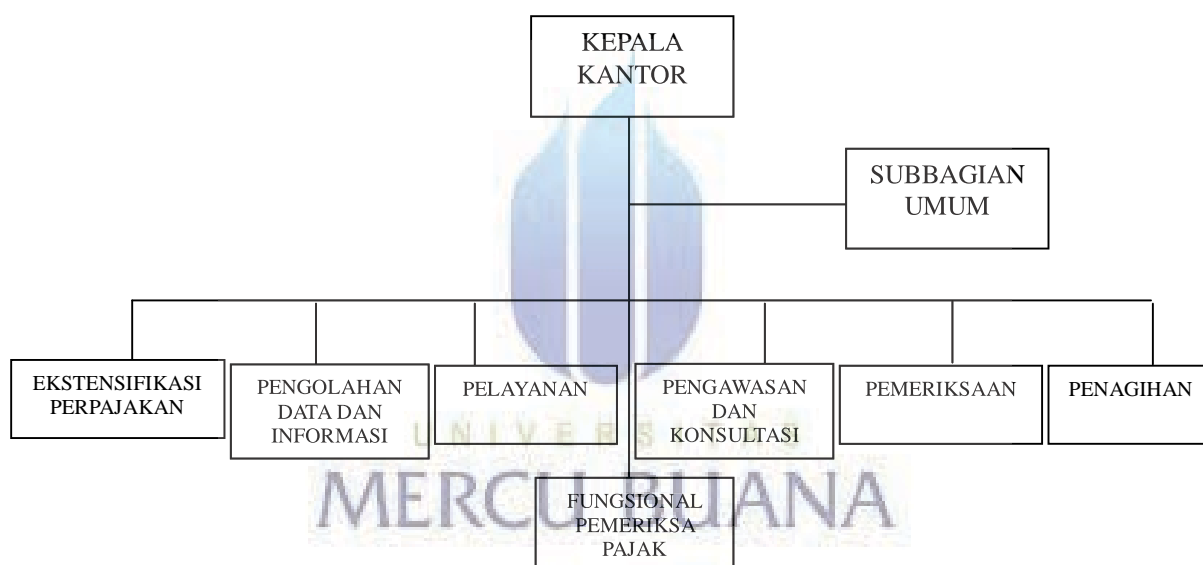 KEPALA
KANTOR
SUBBAGIAN
UMUM
EKSTENSIFIKASI
PERPAJAKAN
PENGOLAHAN
DATA DAN
INFORMASI
PELAYANAN
PENGAWASAN
DAN
KONSULTASI
PEMERIKSAAN
PENAGIHAN
UNIVERSITAS
MERCU BUANA
FUNGSIONAL
PEMERIKSA
PAJAK